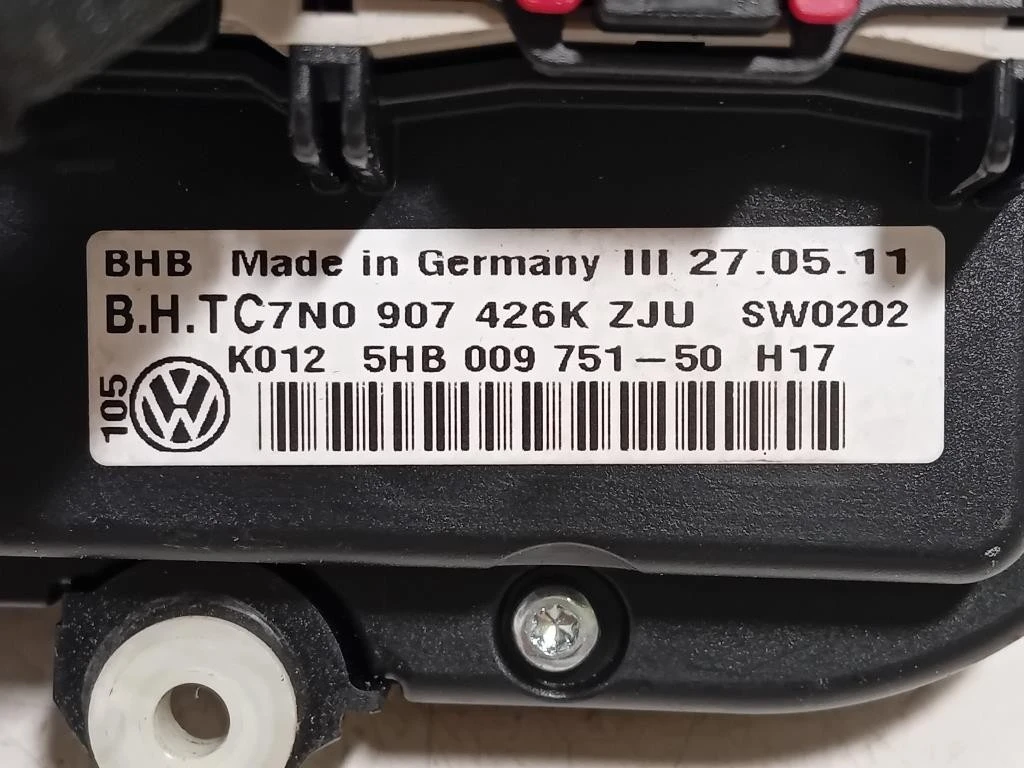 BHB Made in Germany III 27.05.11
B.H.TC7N0 907 426K ZJU SW0202
K012 5HB 009 751-50 H17
105